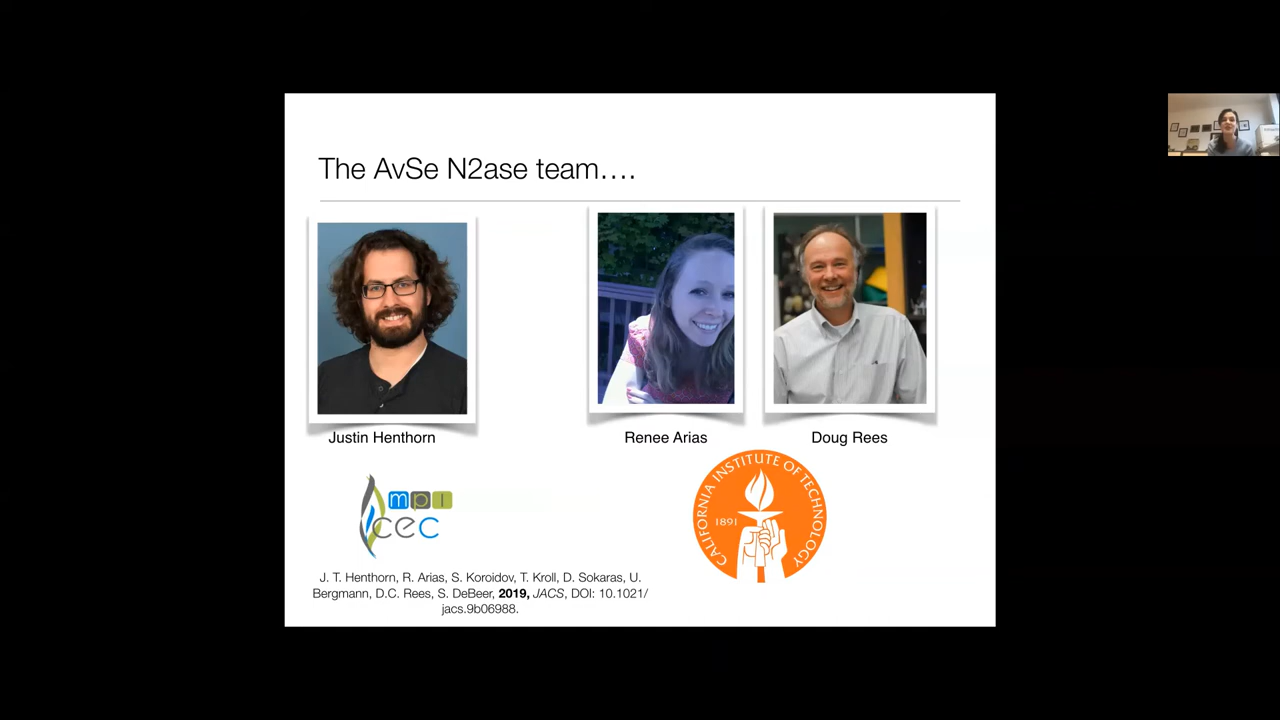 The AvSe N2ase team….
Justin Henthorn
Renee Arias
Doug Rees
mpi
cec
CALIFORNIA INSTITUTE OF TECHNOLOGY
1891
J. T. Henthorn, R. Arias, S. Koroidov, T. Kroll, D. Sokaras, U.
Bergmann, D.C. Rees, S. DeBeer, 2019, JACS, DOI: 10.1021/
jacs.9b06988.